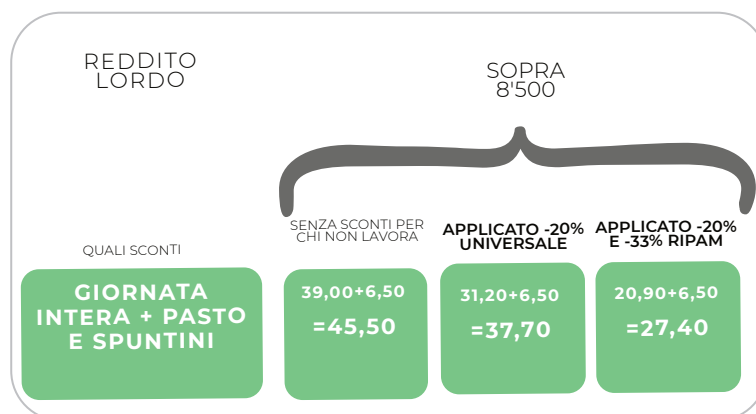 REDDITO
LORDO
SOPRA
8'500
QUALI SCONTI
SENZA SCONTI PER
CHI NON LAVORA
APPLICATO -20%
UNIVERSALE
APPLICATO -20%
E -33% RIPAM
GIORNATA
INTERA + PASTO
E SPUNTINI
39,00+6,50
=45,50
31,20+6,50
=37,70
20,90+6,50
=27,40